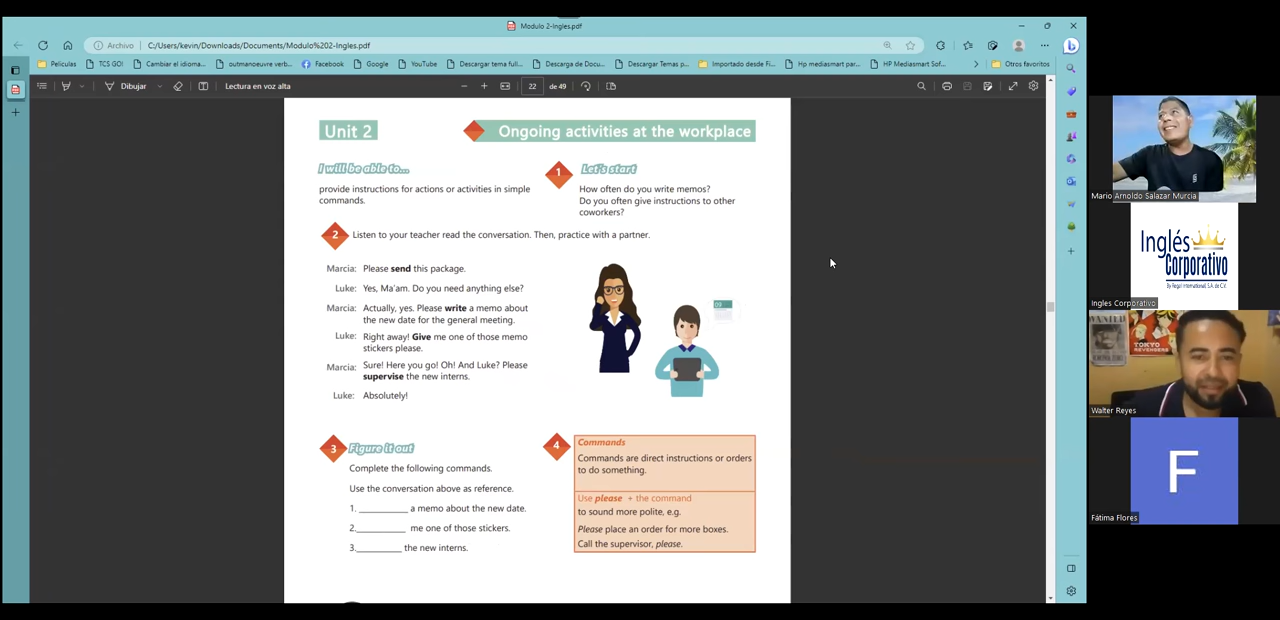 Modulo 2-Ingles.pdf
Archivo
C:/Users/kevin/Downloads/Documents/Modulo%202-Ingles.pdf
Peliculas
TCS GO!
Cambiar el idioma...
outmanoeuvre verb...
Facebook
Google
YouTube
Descargar tema full...
Descarga de Docu...
Descargar Temas p...
Importado desde Fi...
Hp mediasmart par...
HP Mediasmart Sof...
Otros favoritos
Dibujar
Lectura en voz alta
22
de 49
Unit 2
Ongoing activities at the workplace
I will be able to...
provide instructions for actions or activities in simple
commands.
1
Let's start
How often do you write memos?
Do you often give instructions to other
coworkers?
2
Listen to your teacher read the conversation. Then, practice with a partner.
Marcia: Please send this package.
Luke: Yes, Ma'am. Do you need anything else?
Marcia: Actually, yes. Please write a memo about
the new date for the general meeting.
Luke: Right away! Give me one of those memo
stickers please.
Marcia: Sure! Here you go! Oh! And Luke? Please
supervise the new interns.
Luke: Absolutely!
09
3
Figure it out
Complete the following commands.
Use the conversation above as reference.
1. __________ a memo about the new date.
2.__________ me one of those stickers.
3.__________ the new interns.
4
Commands
Commands are direct instructions or orders
to do something.
Use please + the command
to sound more polite, e.g.
Please place an order for more boxes.
Call the supervisor, please.
Mario Arnoldo Salazar Murcia
Inglés
Corporativo
By Regal International, S.A. de C.V.
Ingles Corporativo
WANTED
TOKYO
REVENGERS
Walter Reyes
F
Fátima Flores